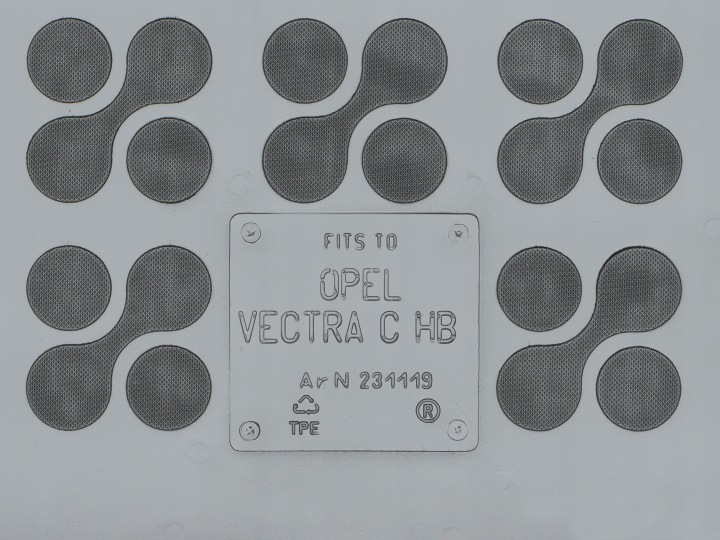 FITS TO
OPEL
VECTRA C HB
Ar N 231119
TPE ®